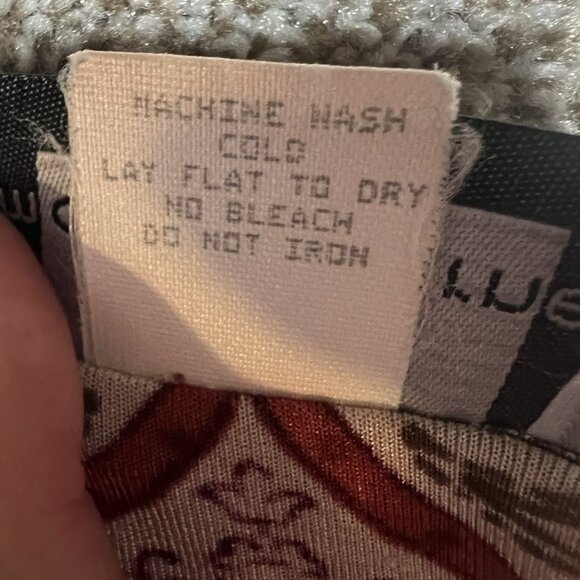 MACHINE WASH
COLD
LAY FLAT TO DRY
NO BLEACH
DO NOT IRON